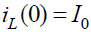 i_L(0) = I_0